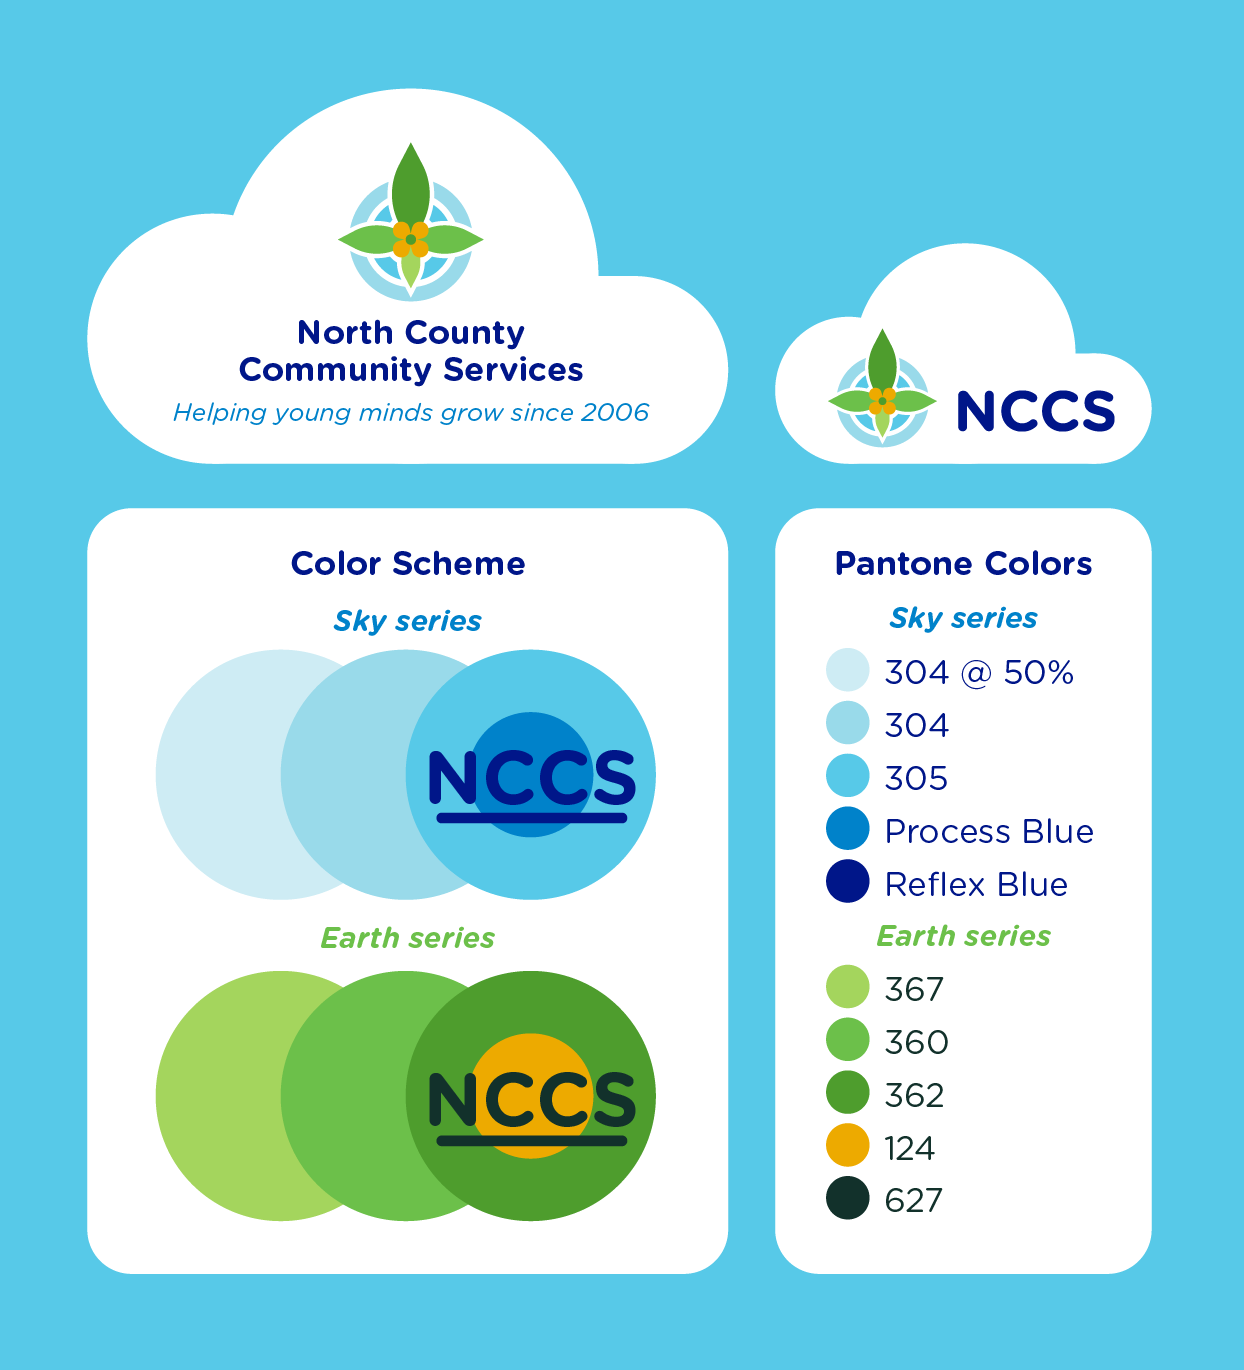 North County
Community Services
Helping young minds grow since 2006
NCCS
Color Scheme
Sky series
NCCS
Earth series
NCCS
Pantone Colors
Sky series
304 @ 50%
304
305
Process Blue
Reflex Blue
Earth series
367
360
362
124
627